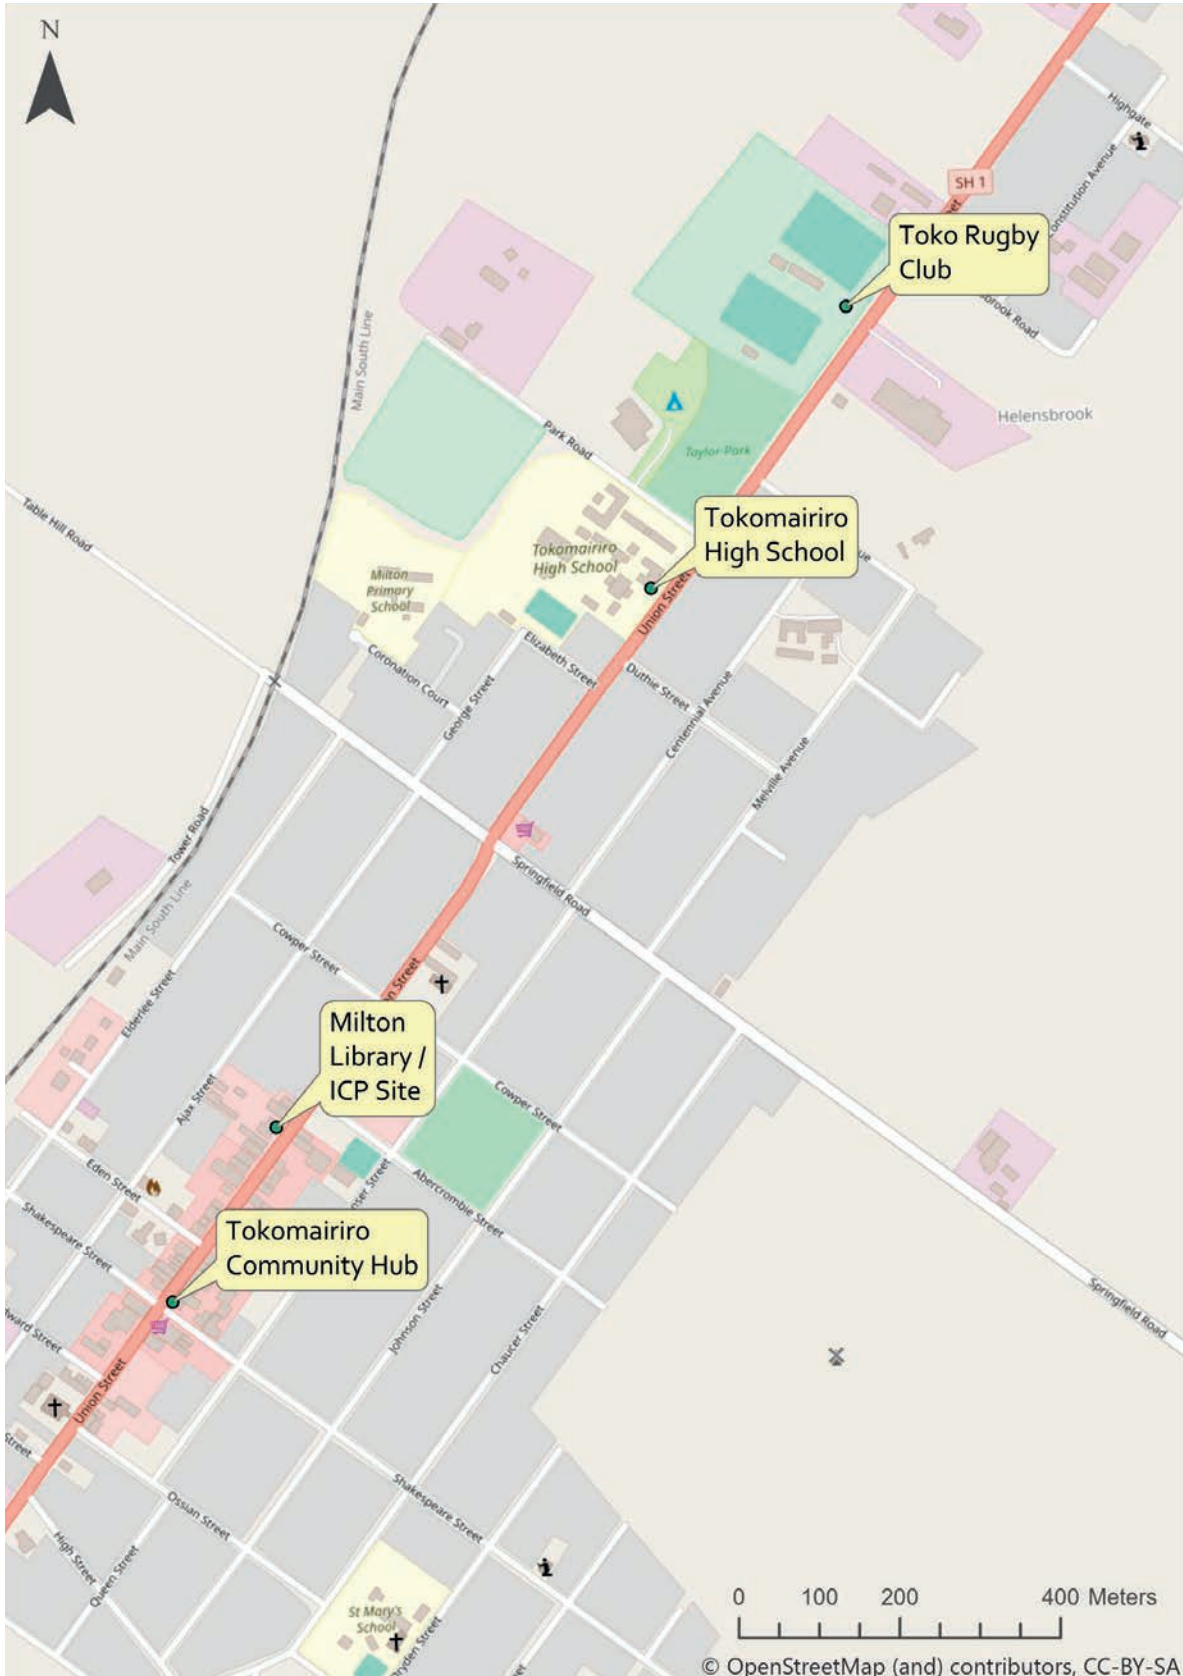 N
Highgate
Constitution Avenue
SH 1
Toko Rugby
Club
Main South Line
Helensbrook
Park Road
Taylor Park
Table Hill Road
Tokomairiro
High School
Tokomairiro
High School
Milton
Primary
School
Union Street
Elizabeth Street
Coronation Court
George Street
Duthie Street
Centennial Avenue
Melville Avenue
Tower Road
Springfield Road
Main South Line
Cowper Street
Elderlee Street
Milton
Library /
ICP Site
Ajax Street
Cowper Street
Eden Street
Abercrombie Street
Shakespeare Street
Tokomairiro
Community Hub
Springfield Road
Johnson Street
Chaucer Street
Union Street
Street
Shakespeare Street
Ossian Street
High Street
Queen Street
St Mary's
School
0 100 200 400 Meters
© OpenStreetMap (and) contributors, CC-BY-SA